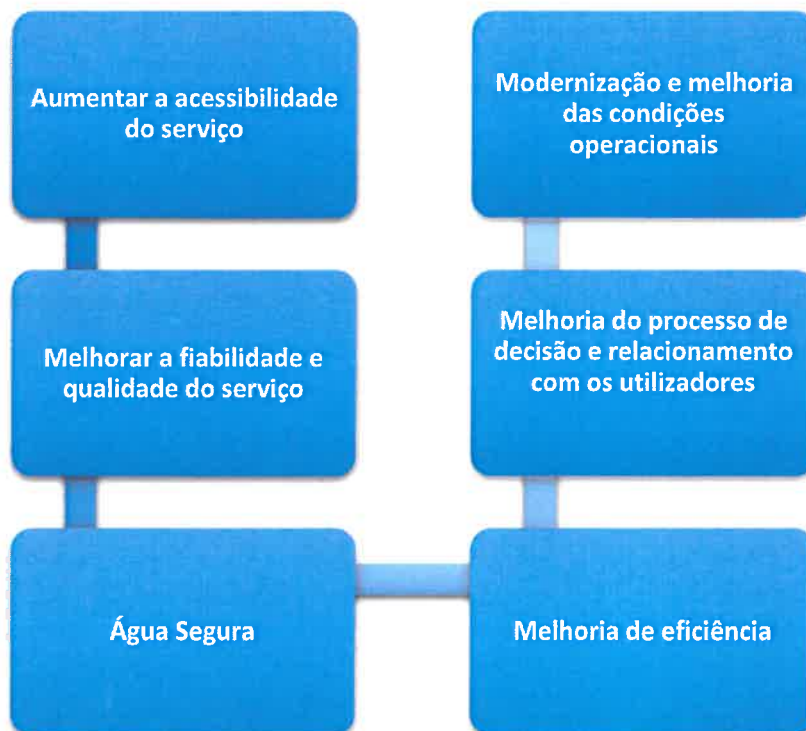 Aumentar a acessibilidade
do serviço
Melhorar a fiabilidade e
qualidade do serviço
Água Segura
Melhoria de eficiência
Melhoria do processo de
decisão e relacionamento
com os utilizadores
Modernização e melhoria
das condições
operacionais